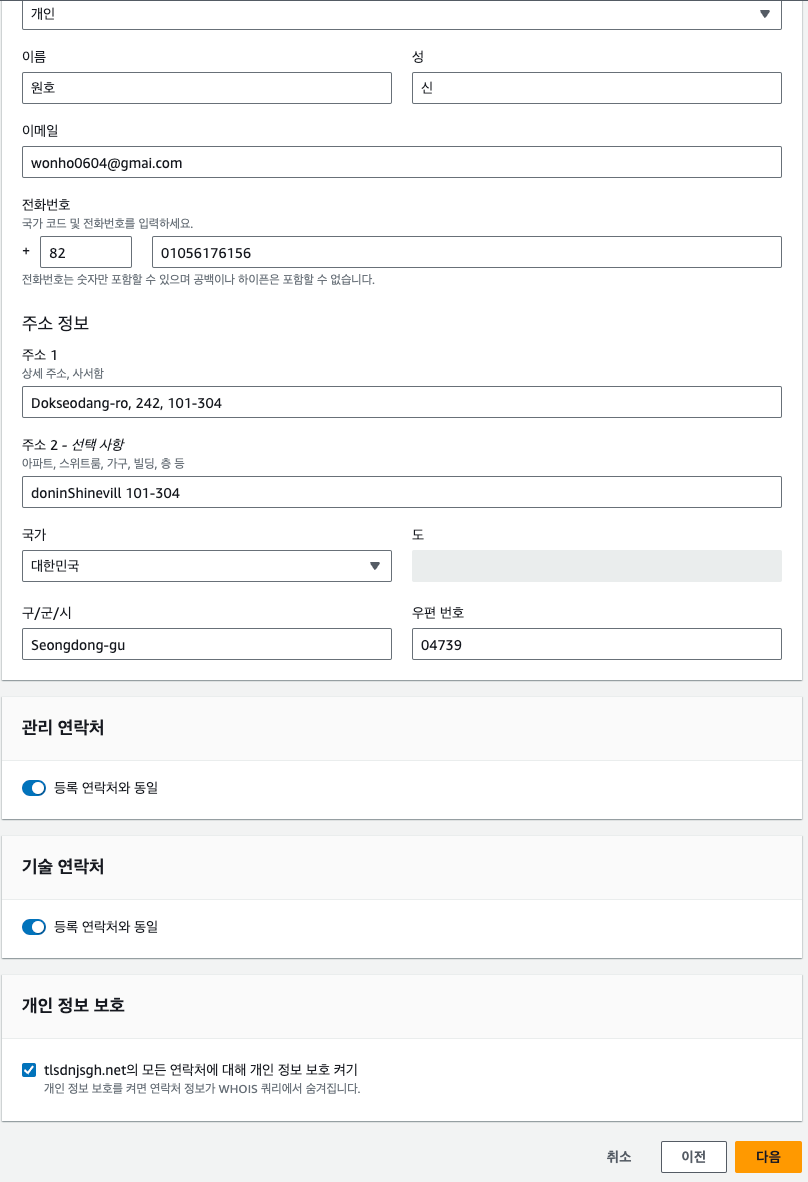 개인
이름
성
원호
신
이메일
wonho0604@gmai.com
전화번호
국가 코드 및 전화번호를 입력하세요.
+ 82 01056176156
전화번호는 숫자만 포함할 수 있으며 공백이나 하이픈은 포함할 수 없습니다.
주소 정보
주소 1
상세 주소, 사서함
Dokseodang-ro, 242, 101-304
주소 2 - 선택 사항
아파트, 스위트룸, 가구, 빌딩, 층 등
doninShinevill 101-304
국가
도
대한민국
구/군/시
우편 번호
Seongdong-gu
04739
관리 연락처
등록 연락처와 동일
기술 연락처
등록 연락처와 동일
개인 정보 보호
tlsdnjsgh.net의 모든 연락처에 대해 개인 정보 보호 켜기
개인 정보 보호를 켜면 연락처 정보가 WHOIS 쿼리에서 숨겨집니다.
취소
이전
다음